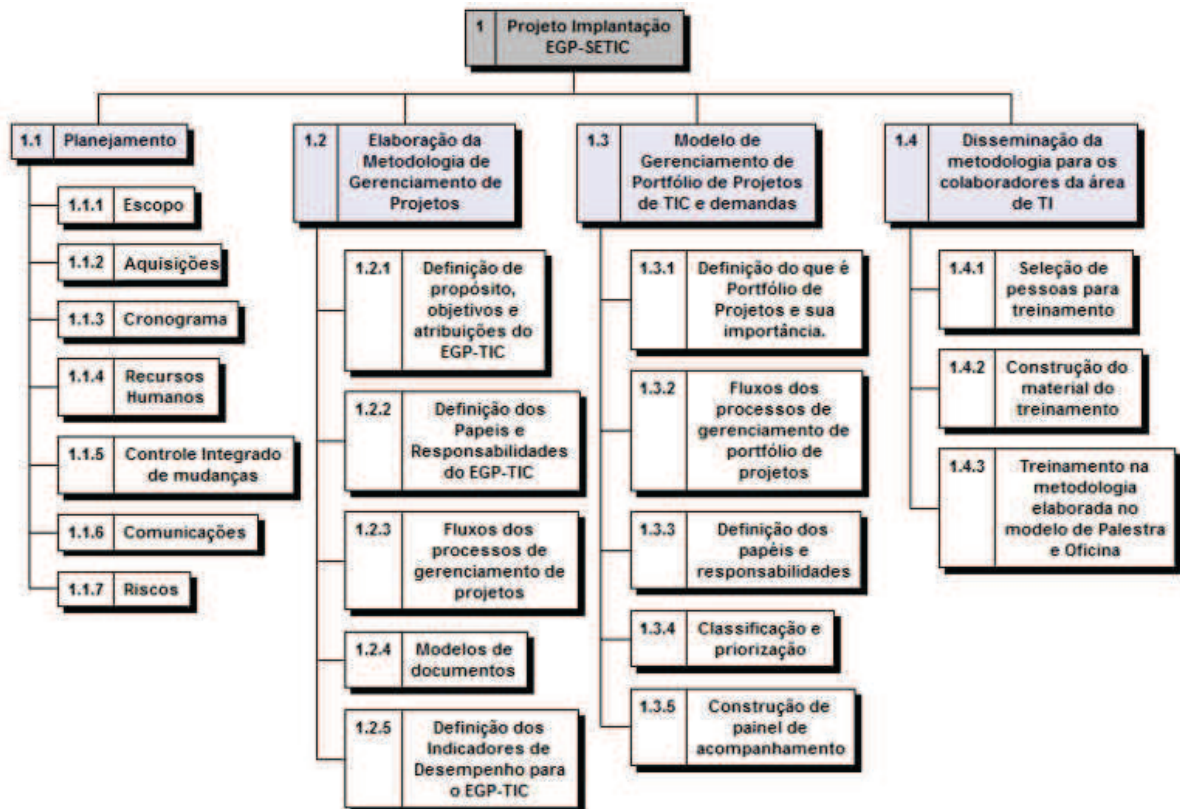 1 Projeto Implantação
EGP-SETIC
1.1 Planejamento
1.1.1 Escopo
1.1.2 Aquisições
1.1.3 Cronograma
1.1.4 Recursos
Humanos
1.1.5 Controle Integrado
de mudanças
1.1.6 Comunicações
1.1.7 Riscos
1.2 Elaboração da
Metodologia de
Gerenciamento de
Projetos
1.2.1 Definição de
propósito,
objetivos e
atribuições do
EGP-TIC
1.2.2 Definição dos
Papeis e
Responsabilidades
do EGP-TIC
1.2.3 Fluxos dos
processos de
gerenciamento de
projetos
1.2.4 Modelos de
documentos
1.2.5 Definição dos
Indicadores de
Desempenho para
o EGP-TIC
1.3 Modelo de
Gerenciamento de
Portfólio de Projetos
de TIC e demandas
1.3.1 Definição do que é
Portfólio de
Projetos e sua
importância.
1.3.2 Fluxos dos
processos de
gerenciamento de
portfólio de
projetos
1.3.3 Definição dos
papéis e
responsabilidades
1.3.4 Classificação e
priorização
1.3.5 Construção de
painel de
acompanhamento
1.4 Disseminação da
metodologia para os
colaboradores da área
de TI
1.4.1 Seleção de
pessoas para
treinamento
1.4.2 Construção do
material do
treinamento
1.4.3 Treinamento na
metodologia
elaborada no
modelo de Palestra
e Oficina